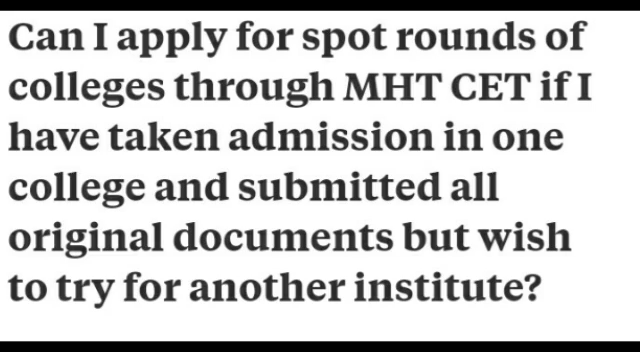 Can I apply for spot rounds of
colleges through MHT CET if I
have taken admission in one
college and submitted all
original documents but wish
to try for another institute?